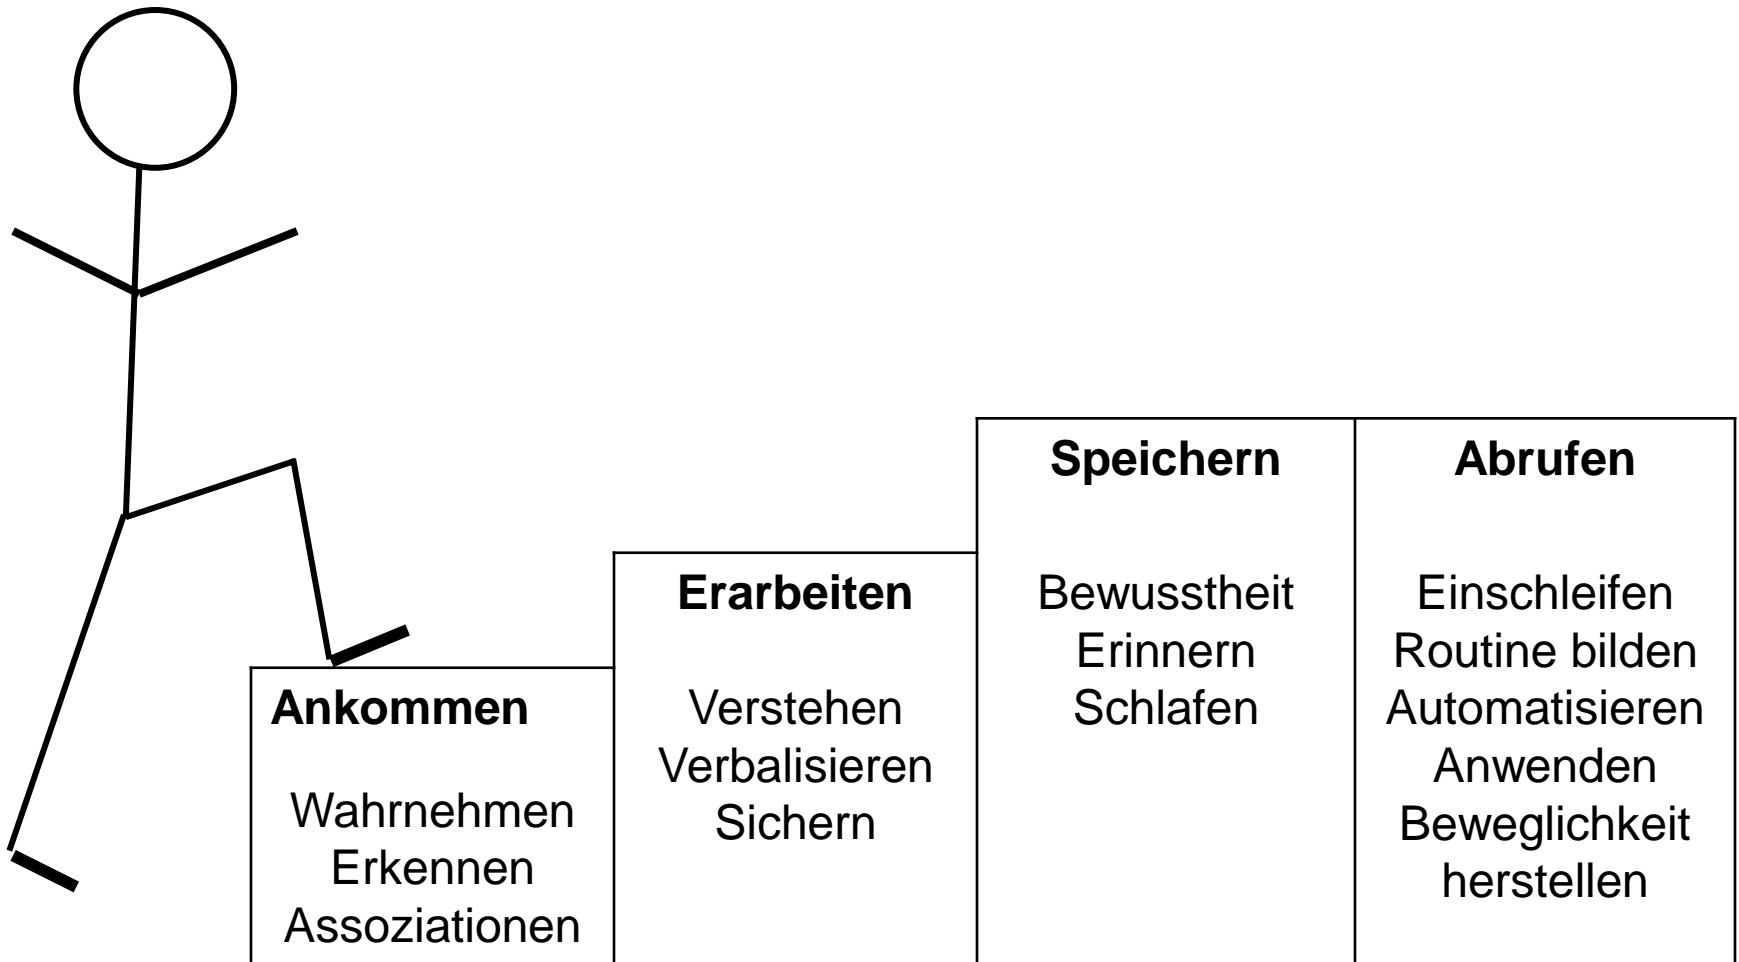 Ankommen
Wahrnehmen
Erkennen
Assoziationen
Erarbeiten
Verstehen
Verbalisieren
Sichern
Speichern
Bewusstheit
Erinnern
Schlafen
Abrufen
Einschleifen
Routine bilden
Automatisieren
Anwenden
Beweglichkeit
herstellen